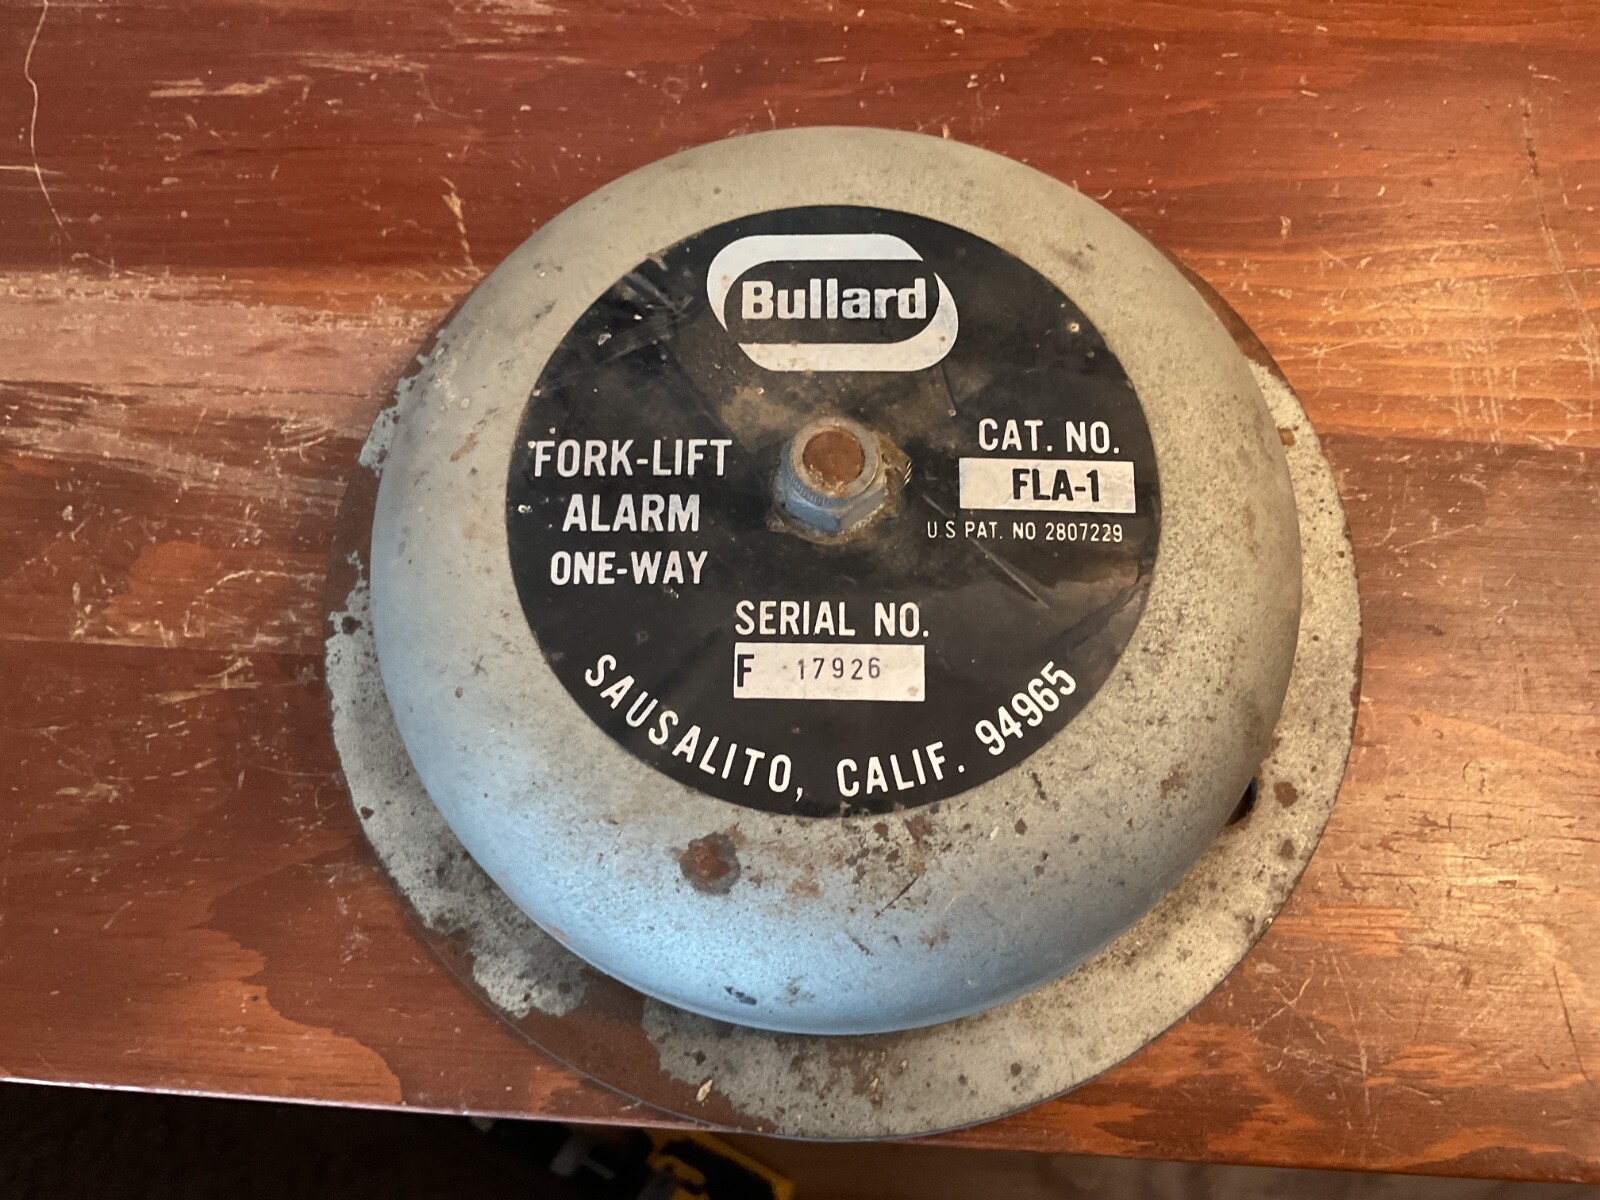 Bullard
FORK-LIFT
ALARM
ONE-WAY
CAT. NO.
FLA-1
U.S PAT. NO 2807229
SERIAL NO.
F 17926
SAUSALITO, CALIF. 94965